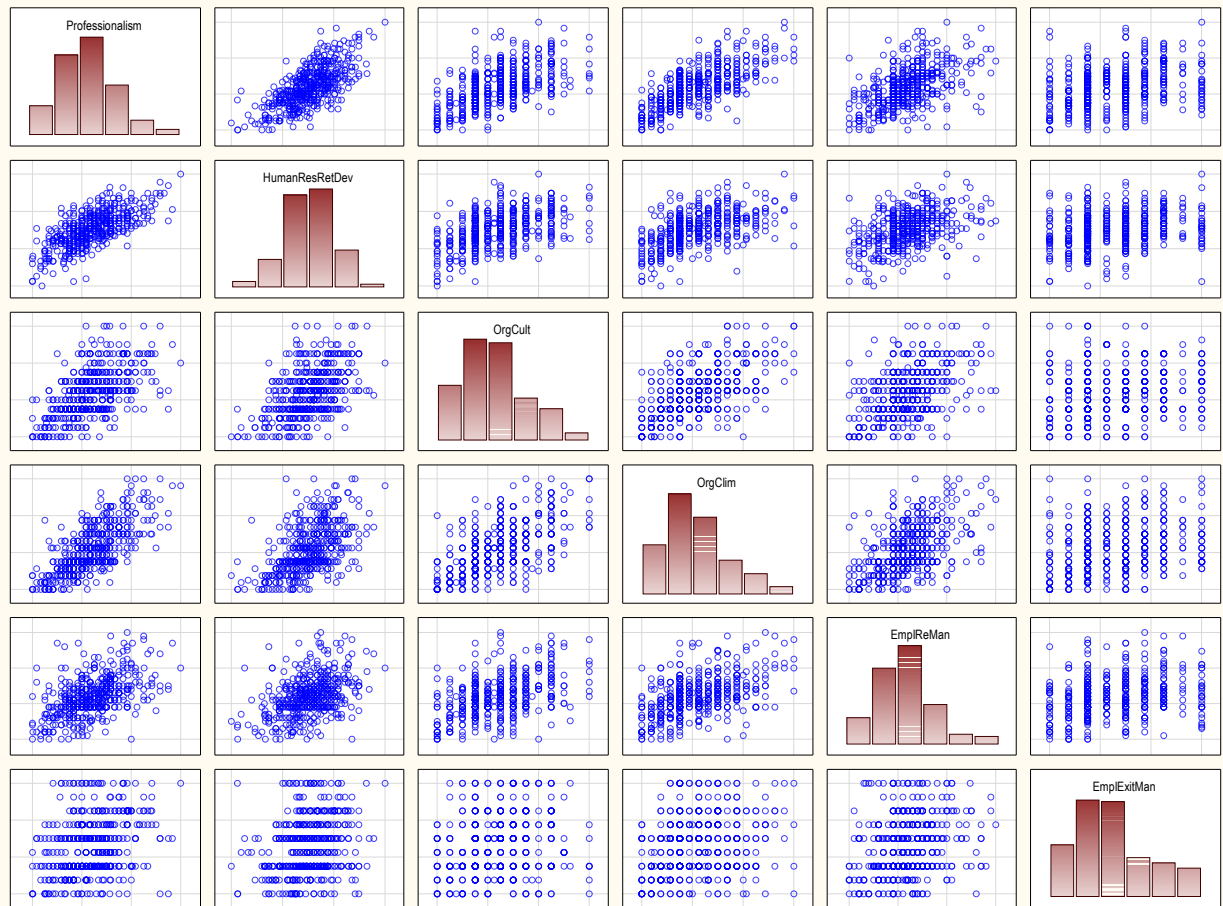 Professionalism
HumanResRetDev
OrgCult
OrgClim
EmplReMan
EmplExitMan